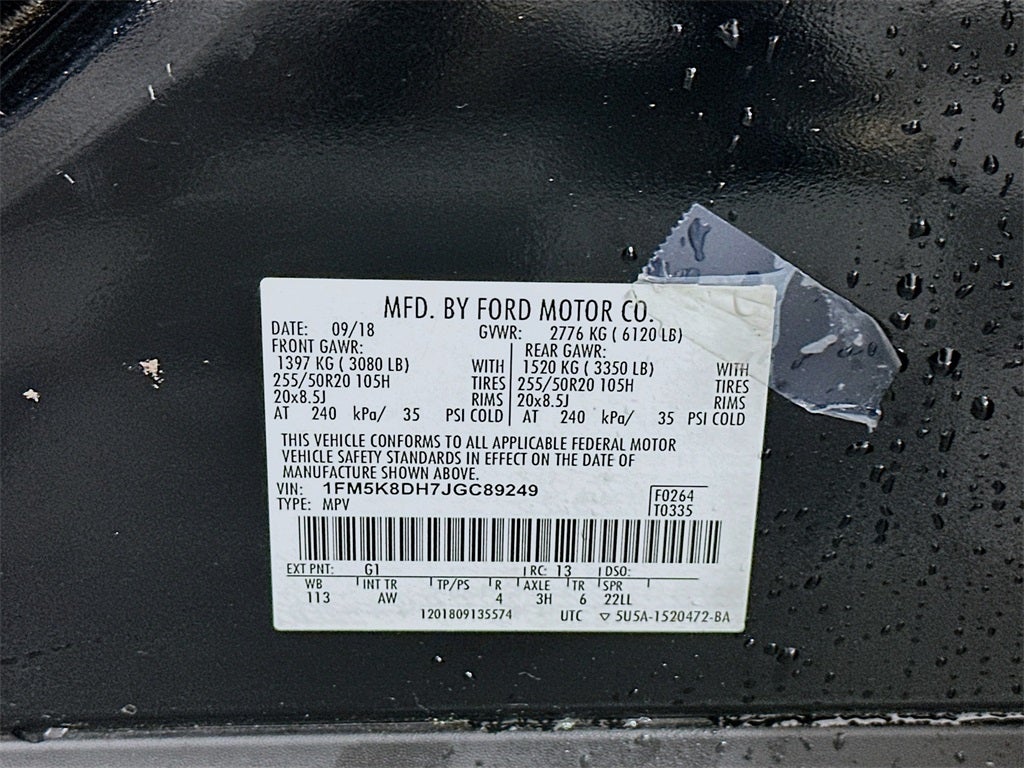 MFD. BY FORD MOTOR CO.
DATE: 09/18 GVWR: 2776 KG ( 6120 LB)
FRONT GAWR: REAR GAWR:
1397 KG ( 3080 LB) WITH 1520 KG ( 3350 LB) WITH
255/50R20 105H TIRES 255/50R20 105H TIRES
20x8.5J RIMS 20x8.5J RIMS
AT 240 kPa/ 35 PSI COLD AT 240 kPa/ 35 PSI COLD
THIS VEHICLE CONFORMS TO ALL APPLICABLE FEDERAL MOTOR
VEHICLE SAFETY STANDARDS IN EFFECT ON THE DATE OF
MANUFACTURE SHOWN ABOVE.
VIN: 1FM5K8DH7JGC89249 F0264
TYPE: MPV T0335
EXT PNT: G1 RC: 13 DSO:
WB INT TR TP/PS R AXLE TR SPR
113 AW 4 3H 6 22LL
1201809135574 UTC ▽ 5U5A-1520472-BA